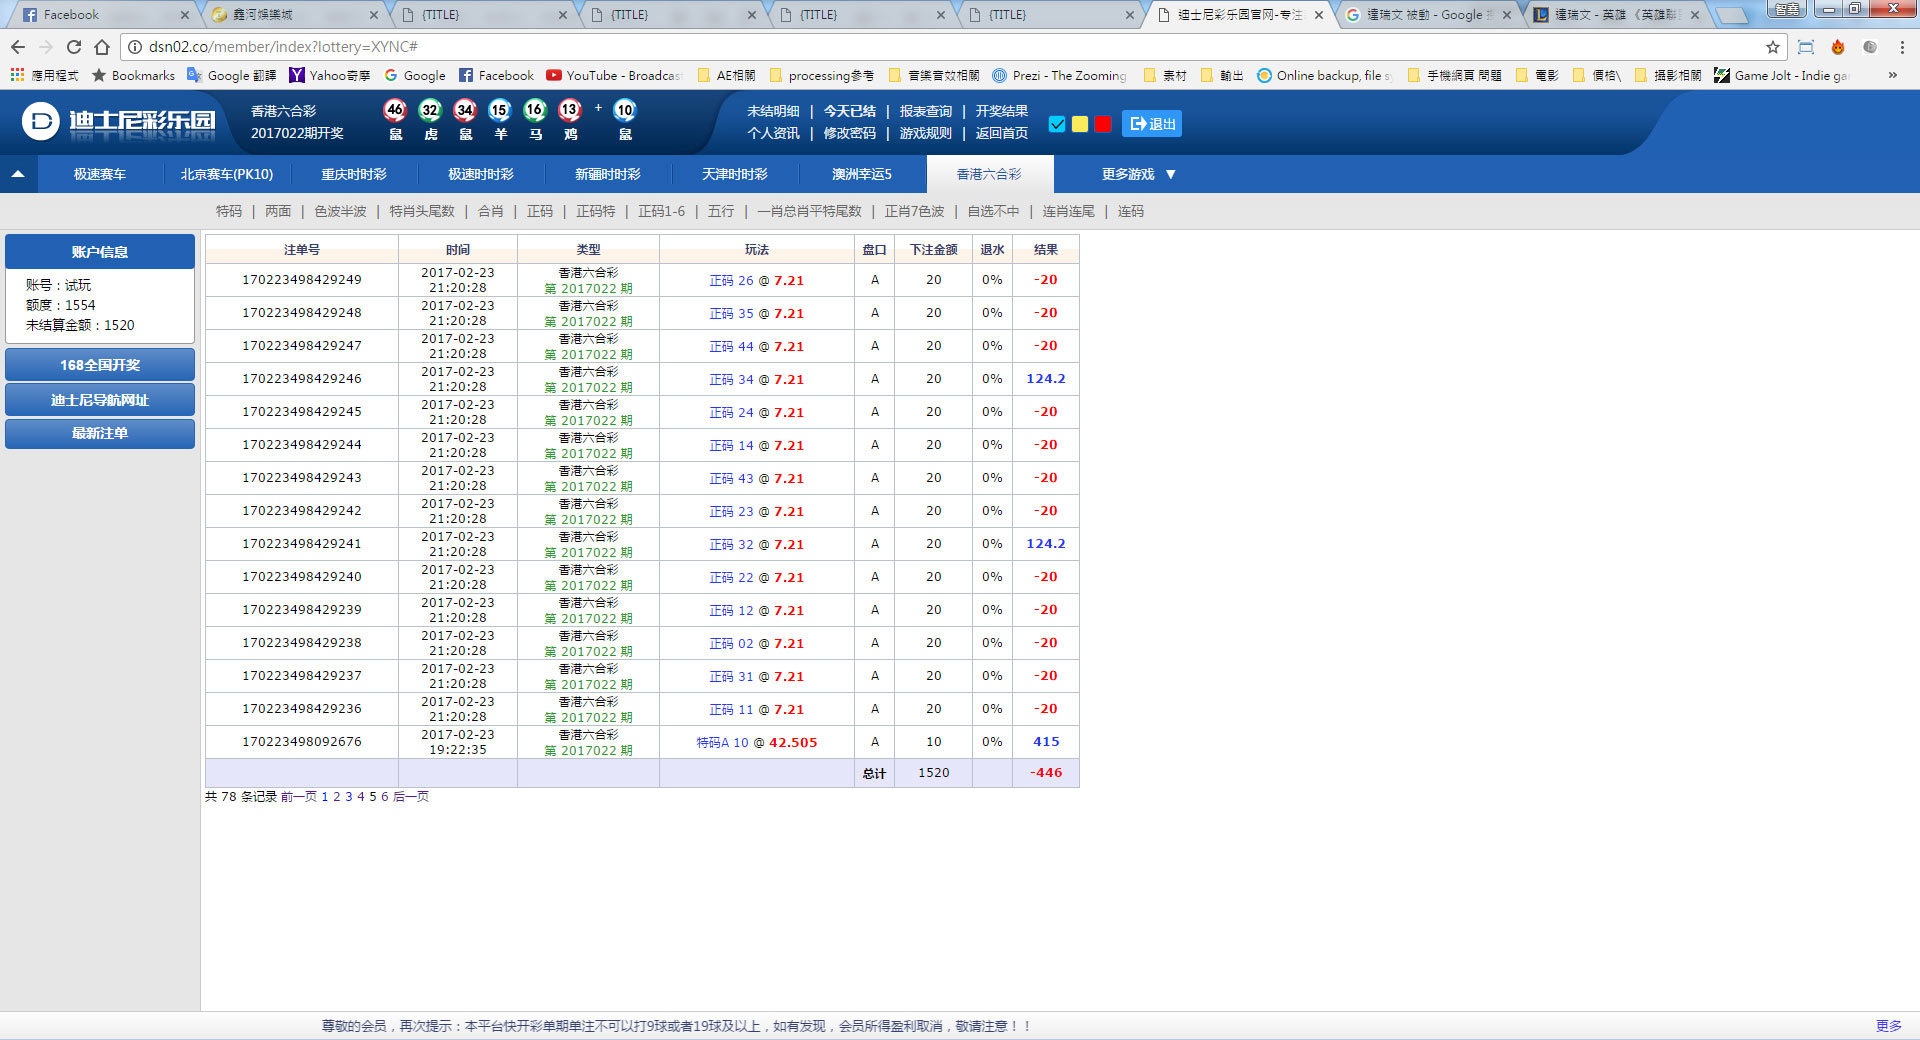 Facebook
鑫河娛樂城
{TITLE}
{TITLE}
{TITLE}
{TITLE}
迪士尼彩乐园官网-专注
達瑞文 被動 - Google
達瑞文 - 英雄 《英雄聯
dsn02.co/member/index?lottery=XYNC#
應用程式 Bookmarks Google 翻譯 Yahoo奇摩 Google Facebook YouTube - Broadcast AE相關 processing參考 音樂音效相關 Prezi - The Zooming 素材 輸出 Online backup, file sy 手機網頁 問題 電影 價格\ 攝影相關 Game Jolt - Indie ga »
迪士尼彩乐园
香港六合彩
2017022期开奖
46 32 34 15 16 13 + 10
鼠 虎 鼠 羊 马 鸡 鼠
未结明细 | 今天已结 | 报表查询 | 开奖结果
个人资讯 | 修改密码 | 游戏规则 | 返回首页
退出
极速赛车 北京赛车(PK10) 重庆时时彩 极速时时彩 新疆时时彩 天津时时彩 澳洲幸运5 香港六合彩 更多游戏 ▼
特码 | 两面 | 色波半波 | 特肖头尾数 | 合肖 | 正码 | 正码特 | 正码1-6 | 五行 | 一肖总肖平特尾数 | 正肖7色波 | 自选不中 | 连肖连尾 | 连码
账户信息
账号：试玩
额度：1554
未结算金额：1520
168全国开奖
迪士尼导航网址
最新注单
注单号 时间 类型 玩法 盘口 下注金额 退水 结果
170223498429249 2017-02-23 21:20:28 香港六合彩 第 2017022 期 正码 26 @ 7.21 A 20 0% -20
170223498429248 2017-02-23 21:20:28 香港六合彩 第 2017022 期 正码 35 @ 7.21 A 20 0% -20
170223498429247 2017-02-23 21:20:28 香港六合彩 第 2017022 期 正码 44 @ 7.21 A 20 0% -20
170223498429246 2017-02-23 21:20:28 香港六合彩 第 2017022 期 正码 34 @ 7.21 A 20 0% 124.2
170223498429245 2017-02-23 21:20:28 香港六合彩 第 2017022 期 正码 24 @ 7.21 A 20 0% -20
170223498429244 2017-02-23 21:20:28 香港六合彩 第 2017022 期 正码 14 @ 7.21 A 20 0% -20
170223498429243 2017-02-23 21:20:28 香港六合彩 第 2017022 期 正码 43 @ 7.21 A 20 0% -20
170223498429242 2017-02-23 21:20:28 香港六合彩 第 2017022 期 正码 23 @ 7.21 A 20 0% -20
170223498429241 2017-02-23 21:20:28 香港六合彩 第 2017022 期 正码 32 @ 7.21 A 20 0% 124.2
170223498429240 2017-02-23 21:20:28 香港六合彩 第 2017022 期 正码 22 @ 7.21 A 20 0% -20
170223498429239 2017-02-23 21:20:28 香港六合彩 第 2017022 期 正码 12 @ 7.21 A 20 0% -20
170223498429238 2017-02-23 21:20:28 香港六合彩 第 2017022 期 正码 02 @ 7.21 A 20 0% -20
170223498429237 2017-02-23 21:20:28 香港六合彩 第 2017022 期 正码 31 @ 7.21 A 20 0% -20
170223498429236 2017-02-23 21:20:28 香港六合彩 第 2017022 期 正码 11 @ 7.21 A 20 0% -20
170223498092676 2017-02-23 19:22:35 香港六合彩 第 2017022 期 特码A 10 @ 42.505 A 10 0% 415
总计 1520 -446
共 78 条记录 前一页 1 2 3 4 5 6 后一页
尊敬的会员，再次提示：本平台快开彩单期单注不可以打9球或者19球及以上，如有发现，会员所得盈利取消，敬请注意！！
更多